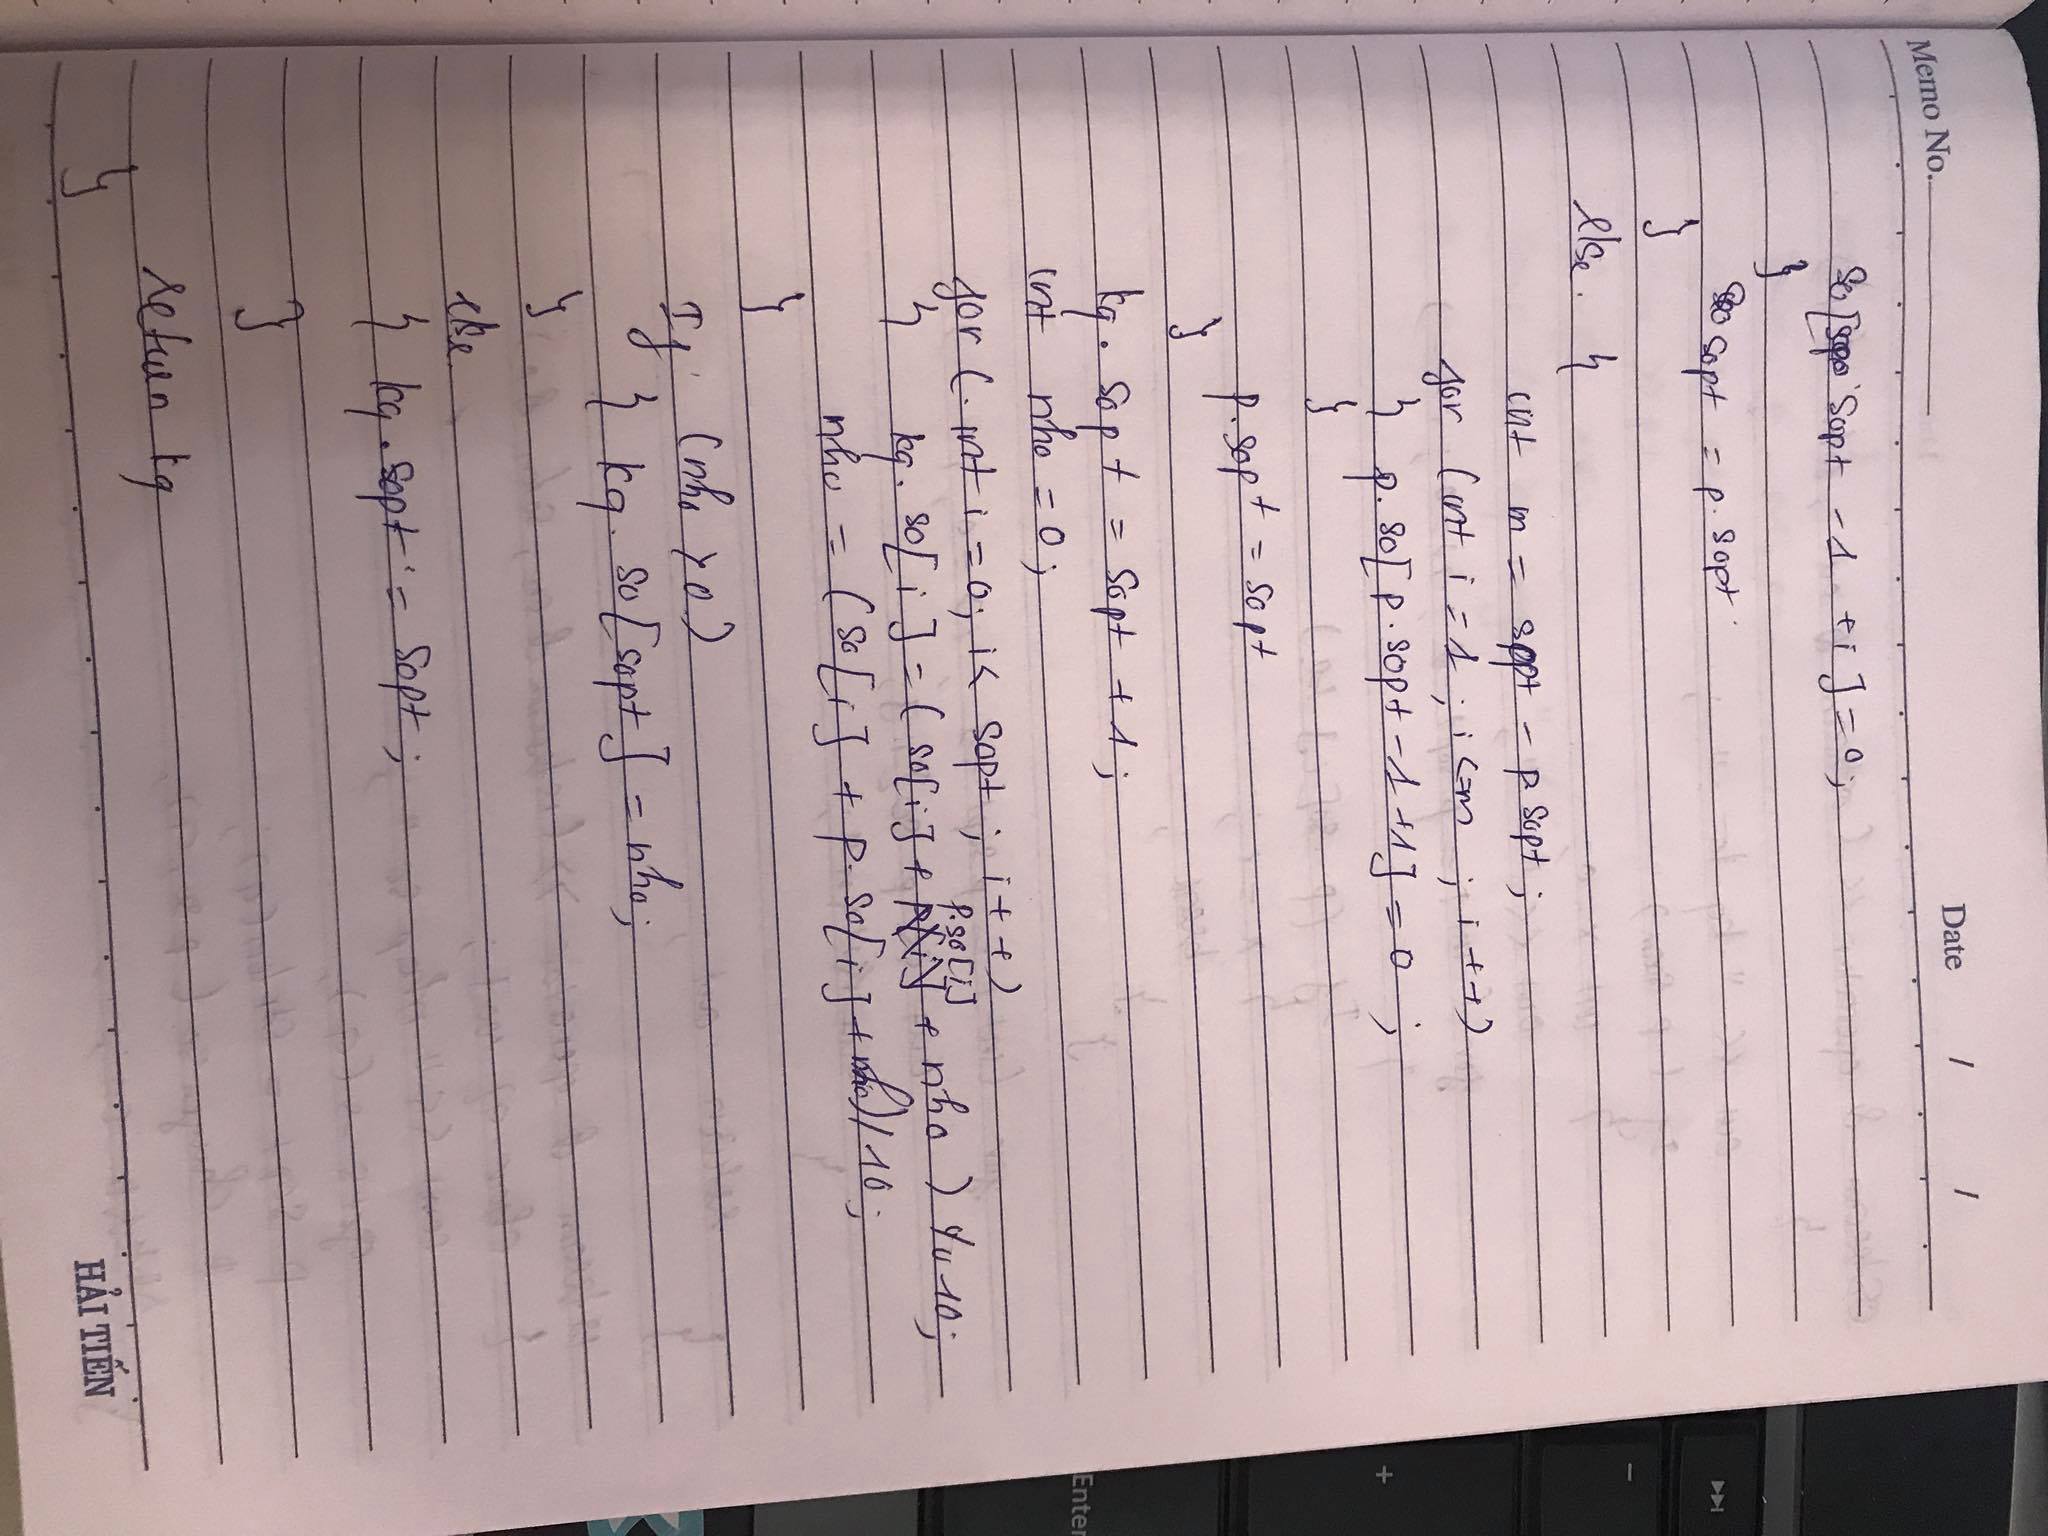 Memo No. Date / /
so[sopt - 1 + i] = 0;
}
sopt = p.sopt.
}
else. {
int m = sopt - p.sopt;
for (int i = 1; i <= m; i++)
{ p.so[p.sopt - 1 + 1] = 0;
}
p.sopt = sopt
}
kq.sopt = sopt + 1;
int nho = 0;
for (int i = 0; i < sopt; i++)
{ kq.so[i] = (so[i] + p.so[i] + nho) % 10;
nho = (so[i] + p.so[i] + nho) / 10;
}
If (nho > 0)
{ kq.so[sopt] = nho;
}
else
{ kq.sopt = sopt;
}
return kq
}
HẢI TIẾN
Enter
+
-